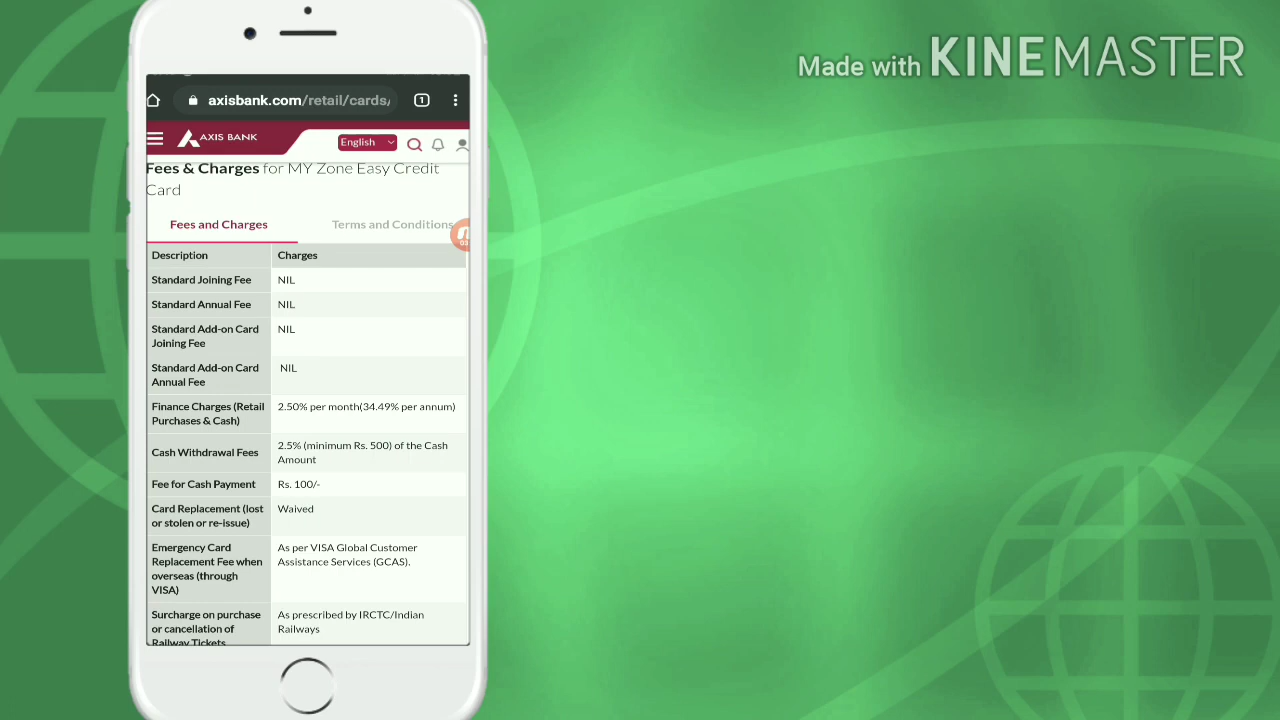 Made with KINEMASTER
axisbank.com/retail/cards/
1
AXIS BANK
English
Fees & Charges for MY Zone Easy Credit
Card
Fees and Charges
Terms and Conditions
Description
Charges
Standard Joining Fee
NIL
Standard Annual Fee
NIL
Standard Add-on Card
Joining Fee
NIL
Standard Add-on Card
Annual Fee
NIL
Finance Charges (Retail
Purchases & Cash)
2.50% per month(34.49% per annum)
Cash Withdrawal Fees
2.5% (minimum Rs. 500) of the Cash
Amount
Fee for Cash Payment
Rs. 100/-
Card Replacement (lost
or stolen or re-issue)
Waived
Emergency Card
Replacement Fee when
overseas (through
VISA)
As per VISA Global Customer
Assistance Services (GCAS).
Surcharge on purchase
or cancellation of
Railway Tickets
As prescribed by IRCTC/Indian
Railways